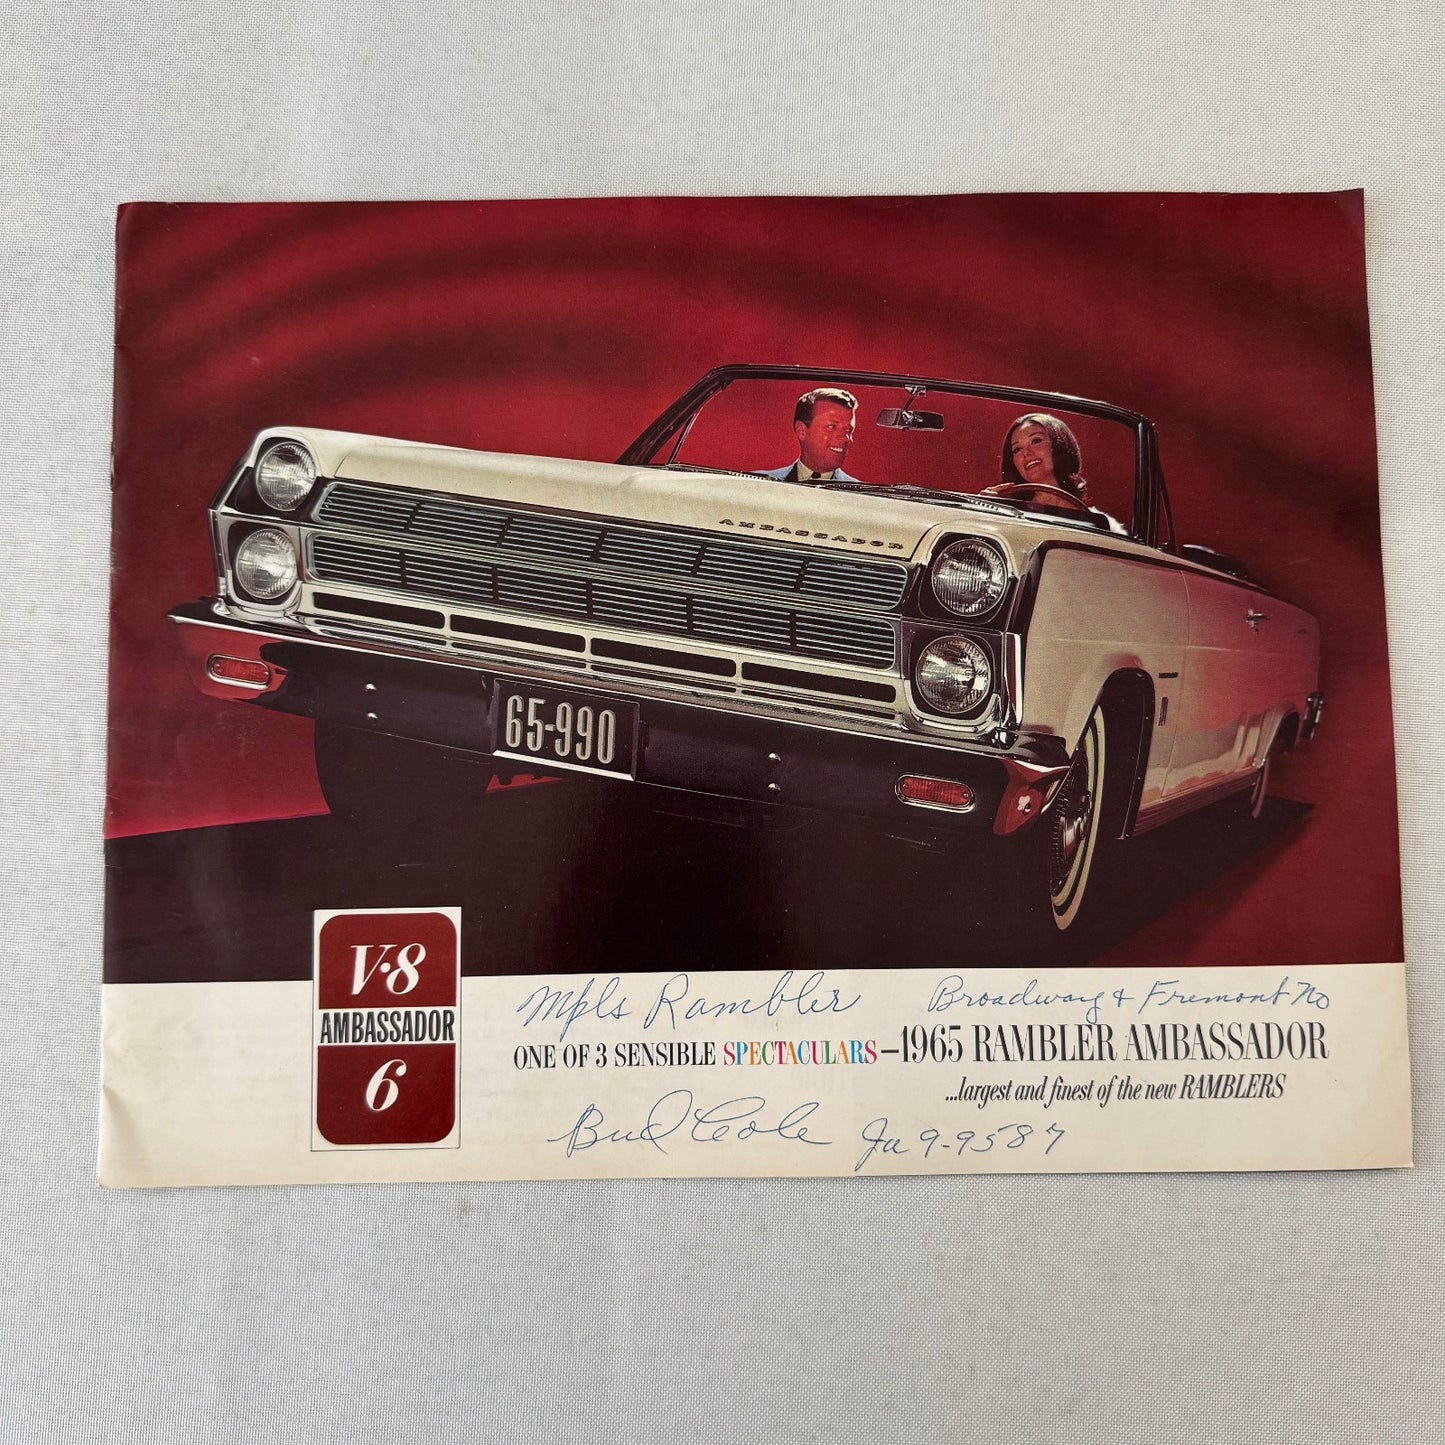 AMBASSADOR
65-990
V·8
AMBASSADOR
6
Mpls Rambler Broadway & Fremont No
ONE OF 3 SENSIBLE SPECTACULARS—1965 RAMBLER AMBASSADOR
...largest and finest of the new RAMBLERS
Bud Cole Ja 9-9587